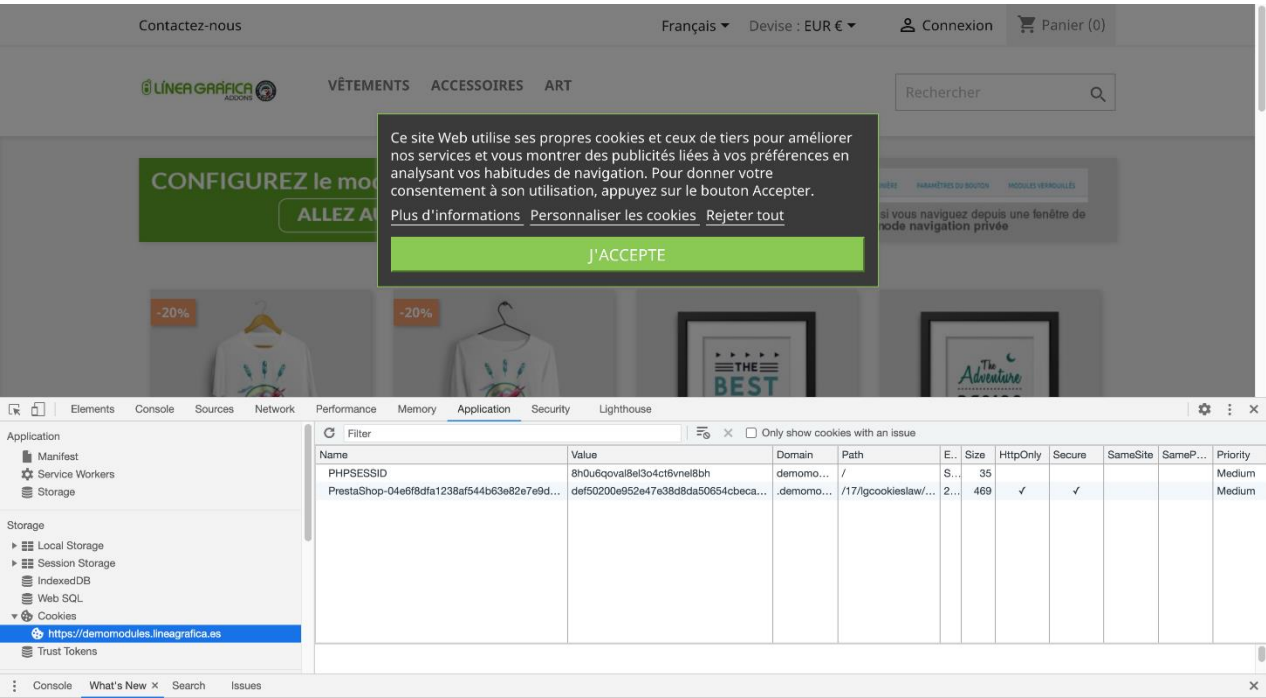 Contactez-nous
Français Devise : EUR € Connexion Panier (0)
LÍNEA GRÁFICA
ADDONS
VÊTEMENTS ACCESSOIRES ART
Rechercher
Ce site Web utilise ses propres cookies et ceux de tiers pour améliorer
nos services et vous montrer des publicités liées à vos préférences en
analysant vos habitudes de navigation. Pour donner votre
consentement à son utilisation, appuyez sur le bouton Accepter.
Plus d'informations Personnaliser les cookies Rejeter tout
J'ACCEPTE
CONFIGUREZ le mo
ALLEZ A
PARAMÈTRES DU BOUTON MODULES VERROUILLÉS
si vous naviguez depuis une fenêtre de
mode navigation privée
-20%
-20%
THE
BEST
The
Adventure
Elements Console Sources Network Performance Memory Application Security Lighthouse
Application
Manifest
Service Workers
Storage
Storage
Local Storage
Session Storage
IndexedDB
Web SQL
Cookies
https://demomodules.lineagrafica.es
Trust Tokens
Filter
Only show cookies with an issue
Name Value Domain Path E.. Size HttpOnly Secure SameSite SameP... Priority
PHPSESSID 8h0u6qoval8el3o4ct6vnel8bh demomo... / S... 35 Medium
PrestaShop-04e6f8dfa1238af544b63e82e7e9d... def50200e952e47e38d8da50654cbeca... .demomo... /17/lgcookieslaw/... 2... 469 ✓ ✓ Medium
Console What's New × Search Issues